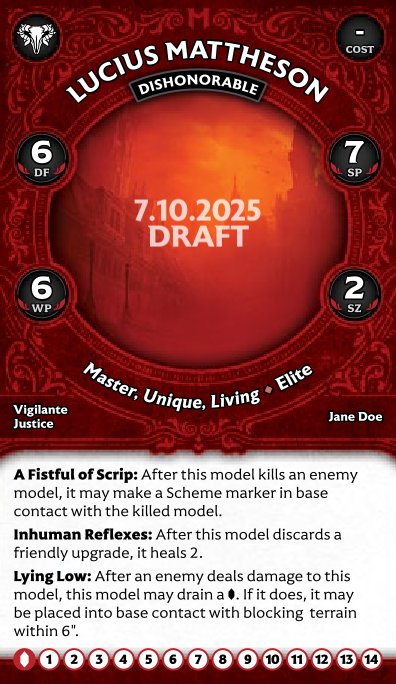 -
COST
LUCIUS MATTHESON
DISHONORABLE
6
DF
7
SP
7.10.2025
DRAFT
6
WP
2
SZ
Master, Unique, Living ♦ Elite
Vigilante
Justice
Jane Doe
A Fistful of Scrip: After this model kills an enemy
model, it may make a Scheme marker in base
contact with the killed model.
Inhuman Reflexes: After this model discards a
friendly upgrade, it heals 2.
Lying Low: After an enemy deals damage to this
model, this model may drain a ⬮. If it does, it may
be placed into base contact with blocking terrain
within 6".
1 2 3 4 5 6 7 8 9 10 11 12 13 14